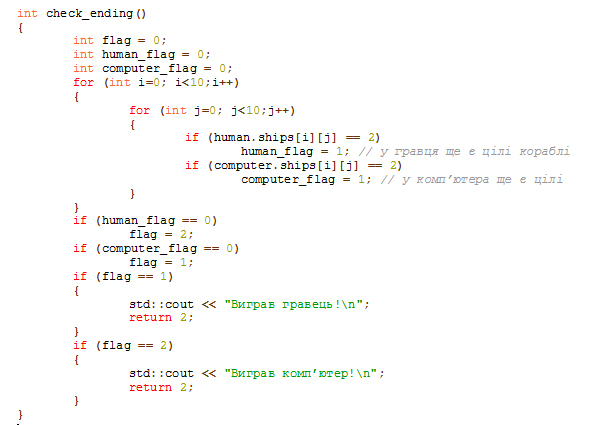 int check_ending()
{
int flag = 0;
int human_flag = 0;
int computer_flag = 0;
for (int i=0; i<10;i++)
{
for (int j=0; j<10;j++)
{
if (human.ships[i][j] == 2)
human_flag = 1; // у гравця ще є цілі кораблі
if (computer.ships[i][j] == 2)
computer_flag = 1; // у комп’ютера ще є цілі
}
}
if (human_flag == 0)
flag = 2;
if (computer_flag == 0)
flag = 1;
if (flag == 1)
{
std::cout << "Виграв гравець!\n";
return 2;
}
if (flag == 2)
{
std::cout << "Виграв комп’ютер!\n";
return 2;
}
}